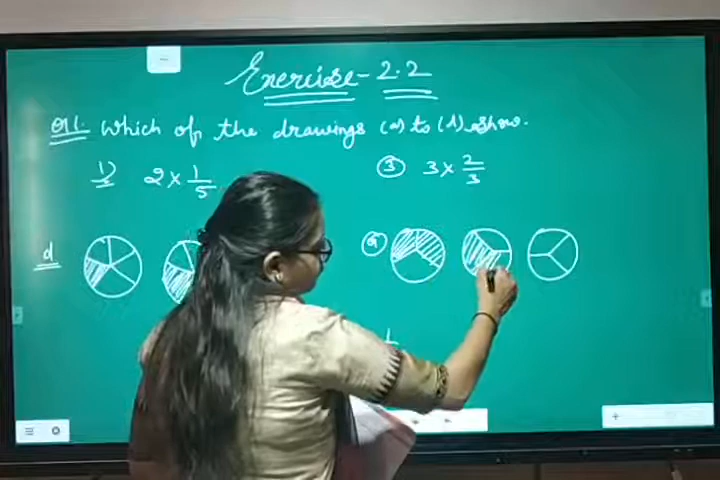 Exercise - 2.2
Q1. Which of the drawings (a) to (d) show.
1) 2 × 1/5
③ 3 × 2/3
d
ⓐ